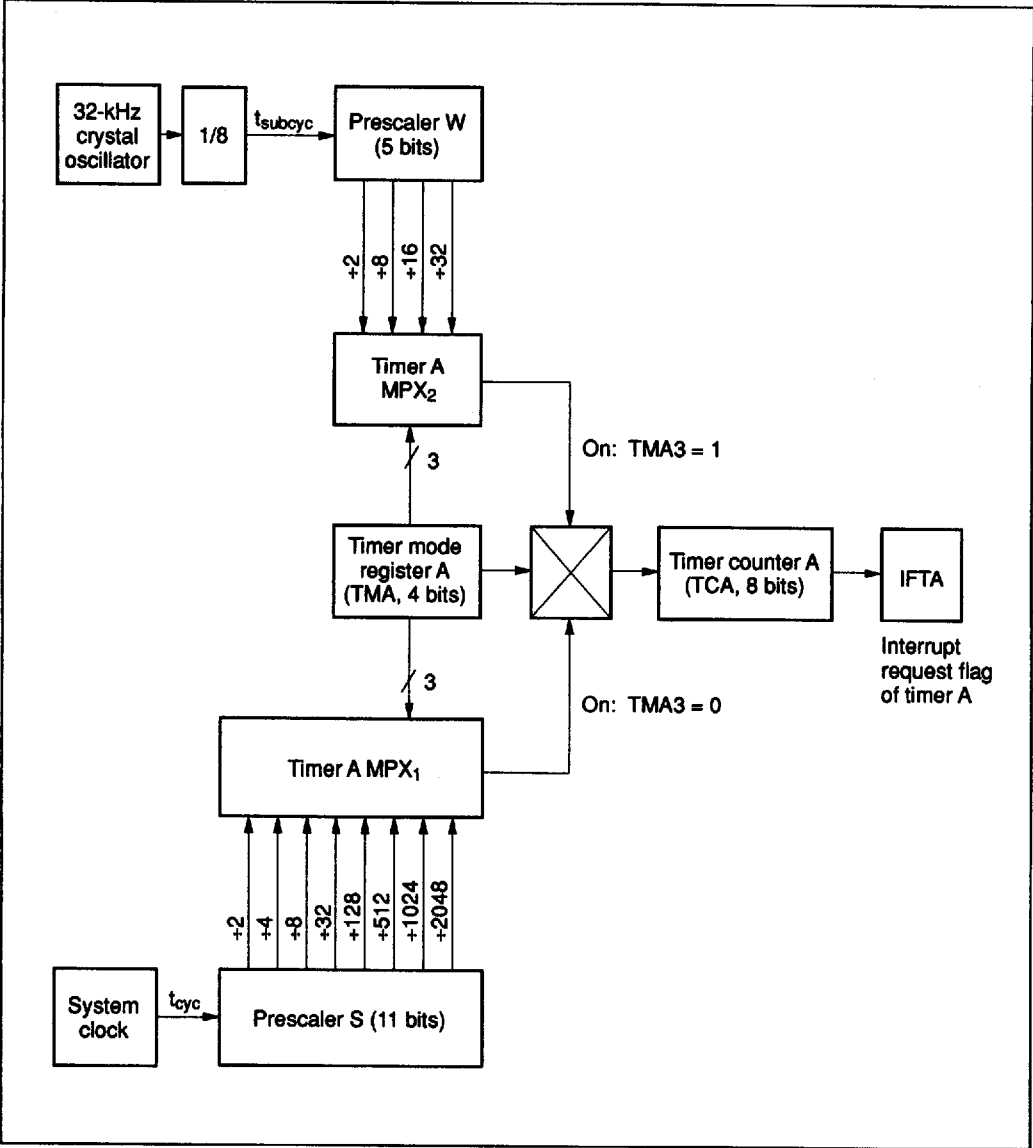 32-kHz
crystal
oscillator
1/8
tsubcyc
Prescaler W
(5 bits)
÷2
÷8
÷16
÷32
Timer A
MPX2
3
On: TMA3 = 1
Timer mode
register A
(TMA, 4 bits)
Timer counter A
(TCA, 8 bits)
IFTA
Interrupt
request flag
of timer A
3
On: TMA3 = 0
Timer A MPX1
÷2
÷4
÷8
÷32
÷128
÷512
÷1024
÷2048
System
clock
tcyc
Prescaler S (11 bits)